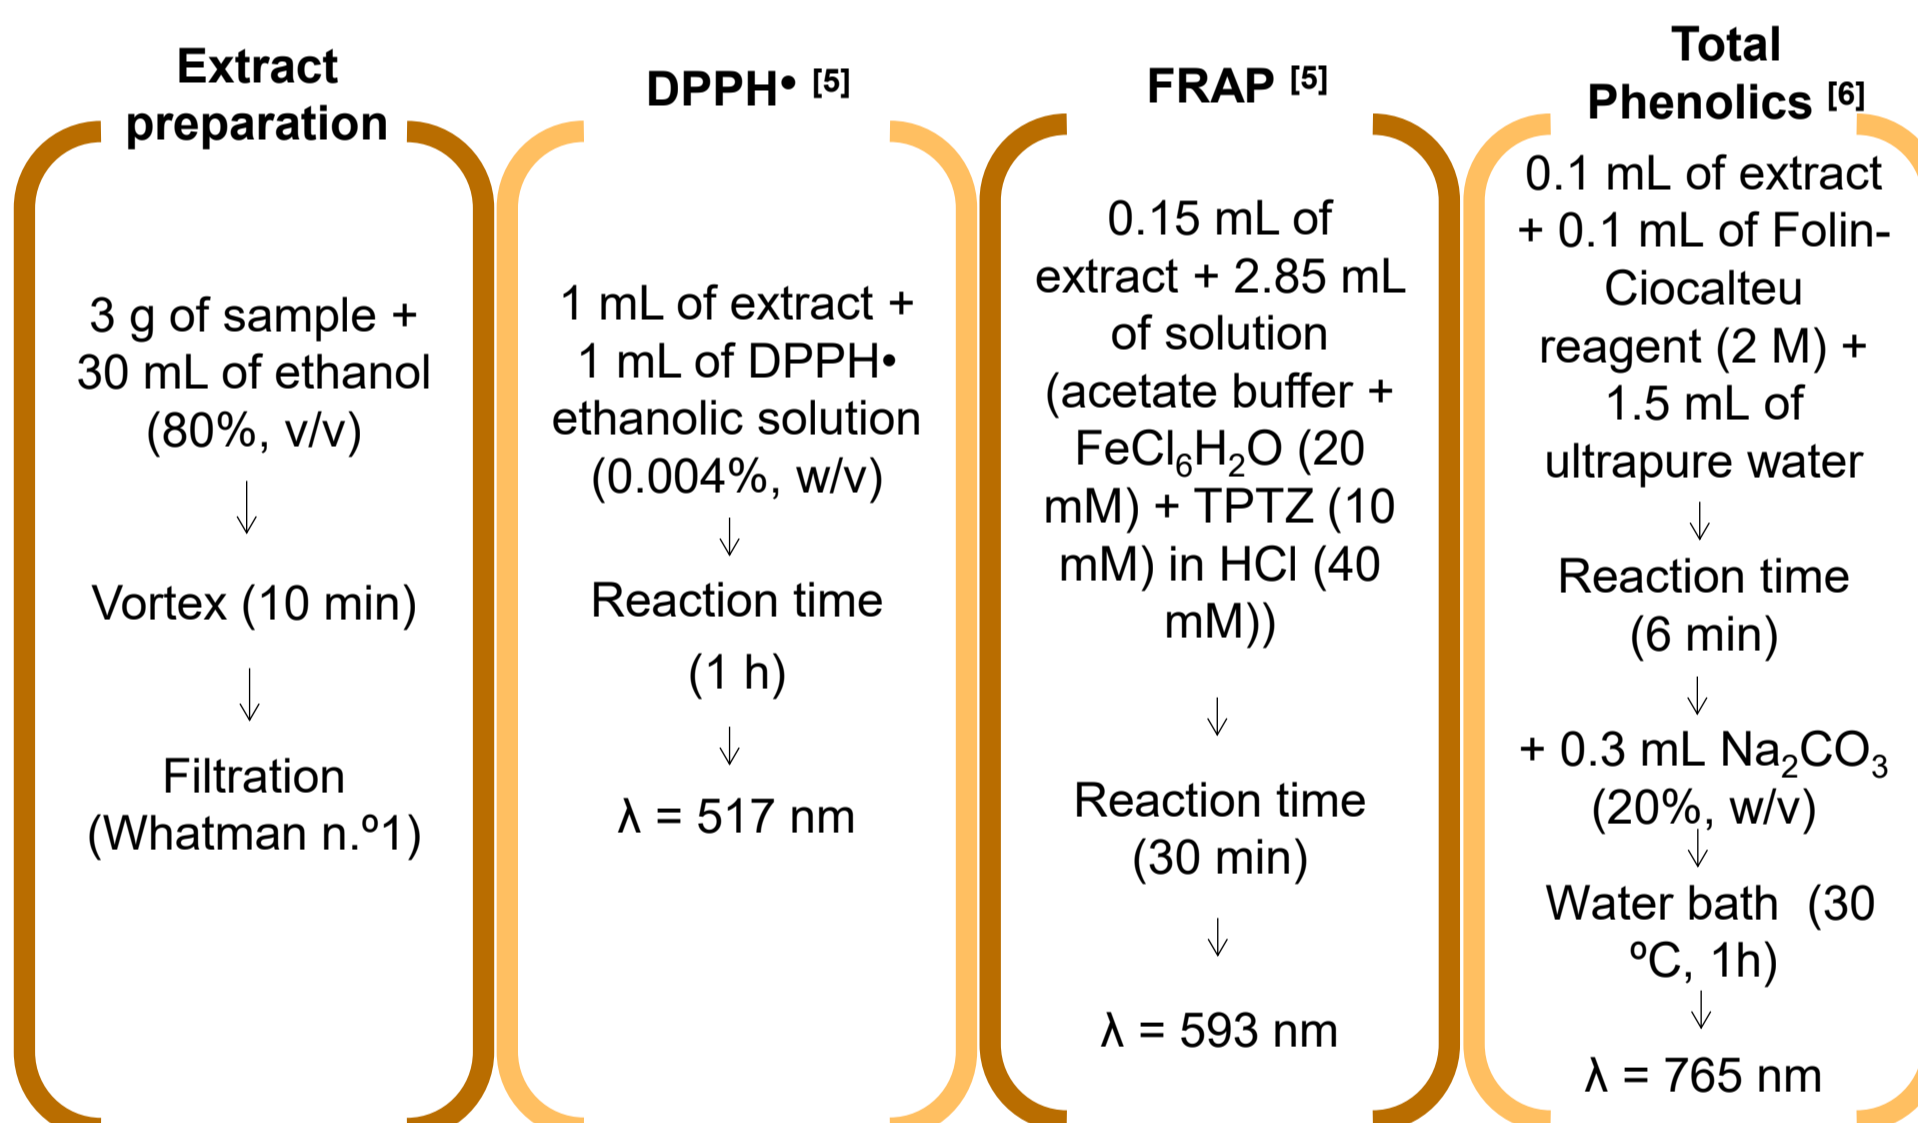 Extract
preparation
3 g of sample +
30 mL of ethanol
(80%, v/v)
↓
Vortex (10 min)
↓
Filtration
(Whatman n.º1)
DPPH• [5]
1 mL of extract +
1 mL of DPPH•
ethanolic solution
(0.004%, w/v)
↓
Reaction time
(1 h)
↓
λ = 517 nm
FRAP [5]
0.15 mL of
extract + 2.85 mL
of solution
(acetate buffer +
FeCl₆H₂O (20
mM) + TPTZ (10
mM) in HCl (40
mM))
↓
Reaction time
(30 min)
↓
λ = 593 nm
Total
Phenolics [6]
0.1 mL of extract
+ 0.1 mL of Folin-
Ciocalteu
reagent (2 M) +
1.5 mL of
ultrapure water
↓
Reaction time
(6 min)
↓
+ 0.3 mL Na₂CO₃
(20%, w/v)
↓
Water bath (30
ºC, 1h)
↓
λ = 765 nm